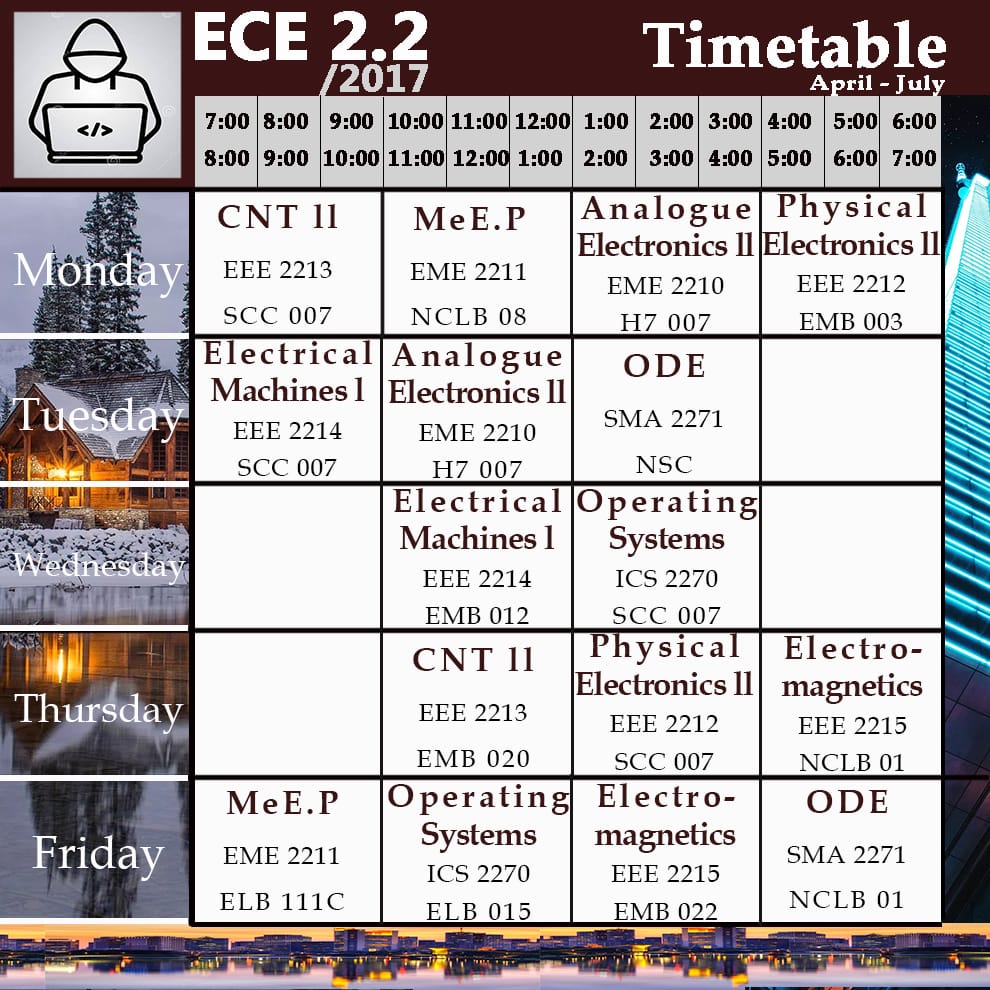 </>
ECE 2.2
/2017
Timetable
April - July
7:00 8:00 9:00 10:00 11:00 12:00 1:00 2:00 3:00 4:00 5:00 6:00
8:00 9:00 10:00 11:00 12:00 1:00 2:00 3:00 4:00 5:00 6:00 7:00
Monday
CNT ll
EEE 2213
SCC 007
MeE.P
EME 2211
NCLB 08
Analogue
Electronics ll
EME 2210
H7 007
Physical
Electronics ll
EEE 2212
EMB 003
Tuesday
Electrical
Machines l
EEE 2214
SCC 007
Analogue
Electronics ll
EME 2210
H7 007
ODE
SMA 2271
NSC
Wednesday
Electrical
Machines l
EEE 2214
EMB 012
Operating
Systems
ICS 2270
SCC 007
Thursday
CNT ll
EEE 2213
EMB 020
Physical
Electronics ll
EEE 2212
SCC 007
Electro-
magnetics
EEE 2215
NCLB 01
Friday
MeE.P
EME 2211
ELB 111C
Operating
Systems
ICS 2270
ELB 015
Electro-
magnetics
EEE 2215
EMB 022
ODE
SMA 2271
NCLB 01